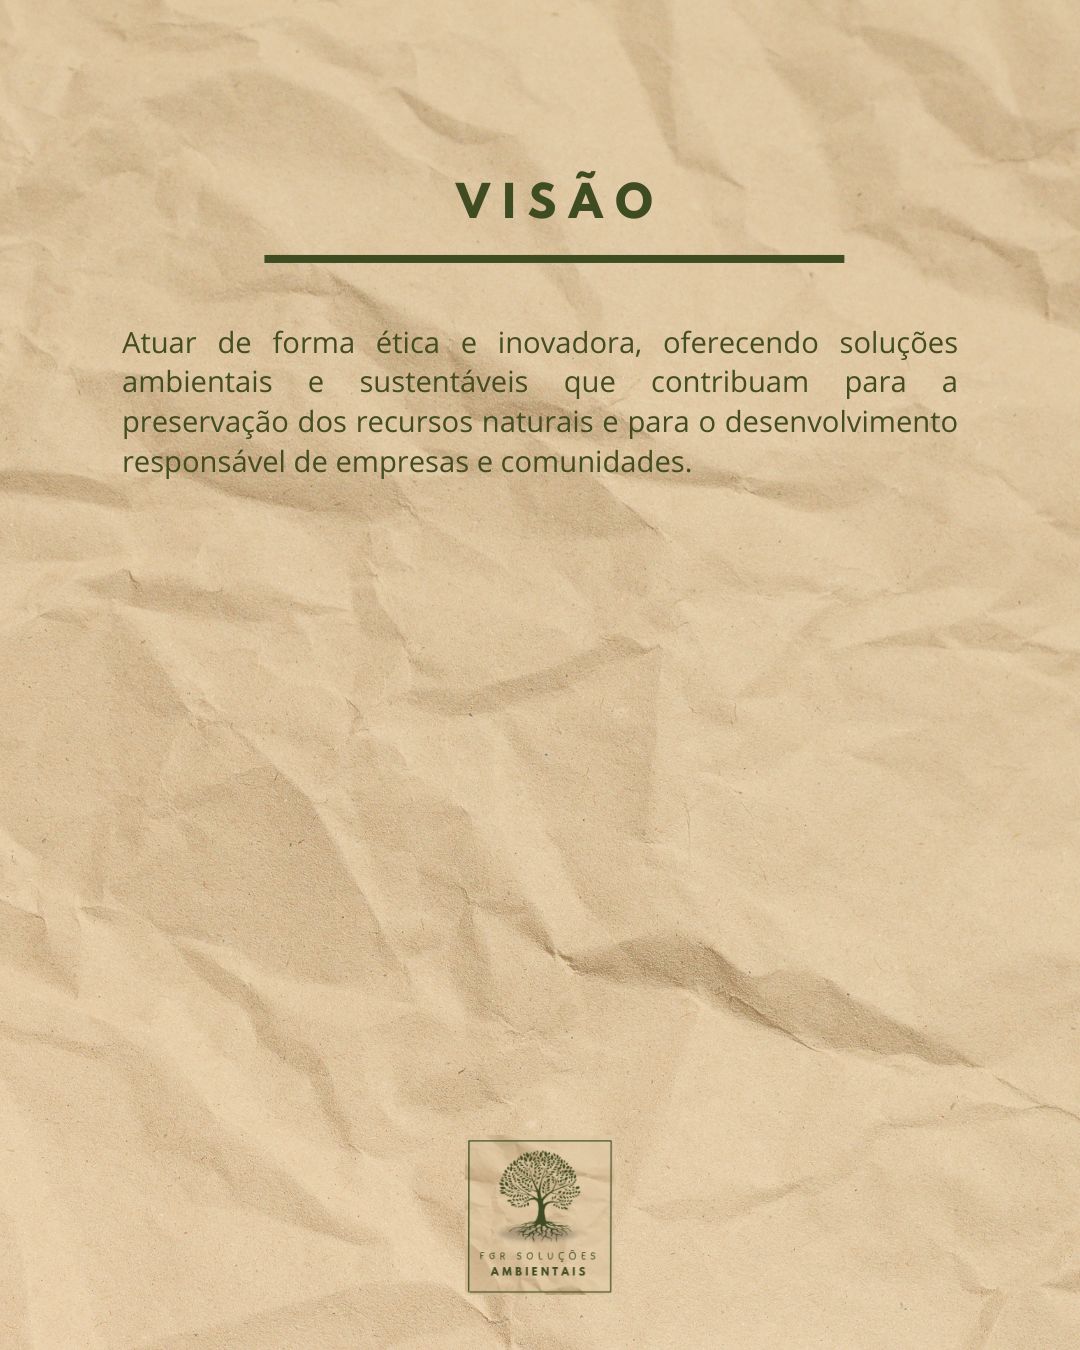 VISÃO
Atuar de forma ética e inovadora, oferecendo soluções
ambientais e sustentáveis que contribuam para a
preservação dos recursos naturais e para o desenvolvimento
responsável de empresas e comunidades.
FGR SOLUÇÕES
AMBIENTAIS